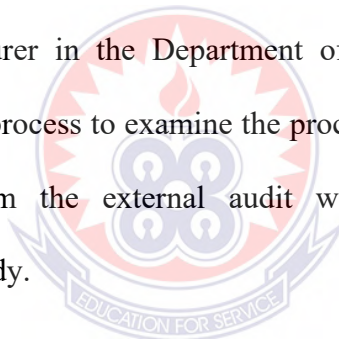 urer in the Department of
process to examine the proc
m the external audit w
dy.
EDUCATION FOR SERVICE